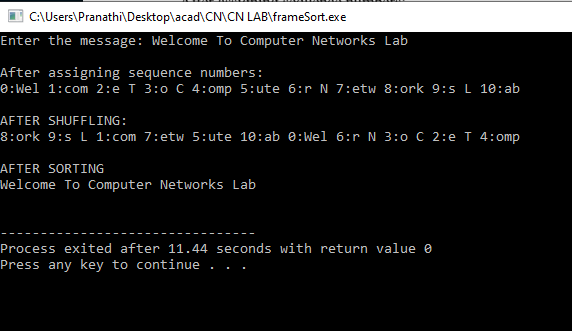 C:\Users\Pranathi\Desktop\acad\CN\CN LAB\frameSort.exe
Enter the message: Welcome To Computer Networks Lab
After assigning sequence numbers:
0:Wel 1:com 2:e T 3:o C 4:omp 5:ute 6:r N 7:etw 8:ork 9:s L 10:ab
AFTER SHUFFLING:
8:ork 9:s L 1:com 7:etw 5:ute 10:ab 0:Wel 6:r N 3:o C 2:e T 4:omp
AFTER SORTING
Welcome To Computer Networks Lab
--------------------------------
Process exited after 11.44 seconds with return value 0
Press any key to continue . . .